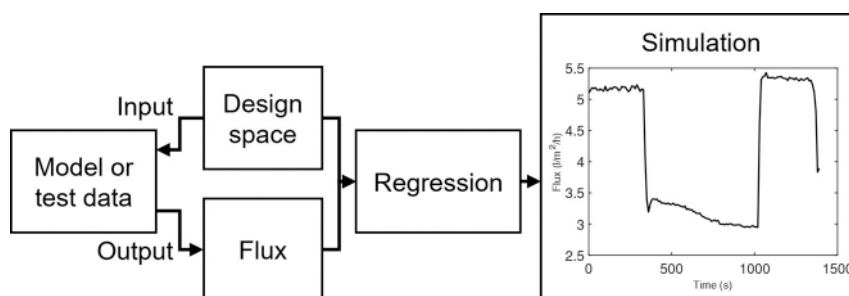 Input
Design
space
Model or
test data
Output
Flux
Regression
Simulation
5.5
5
4.5
4
3.5
3
2.5
Flux (l/m²/h)
0
500
1000
1500
Time (s)